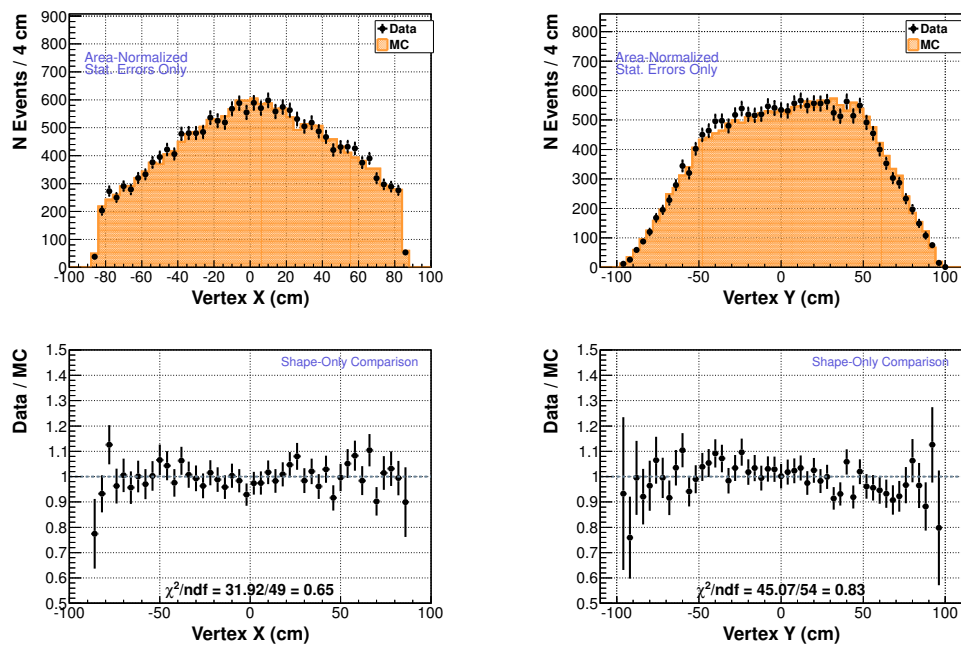 N Events / 4 cm
900
800
700
600
500
400
300
200
100
0
Data
MC
Area-Normalized
Stat. Errors Only
-100 -80 -60 -40 -20 0 20 40 60 80 100
Vertex X (cm)
N Events / 4 cm
800
700
600
500
400
300
200
100
0
Data
MC
Area-Normalized
Stat. Errors Only
-100 -50 0 50 100
Vertex Y (cm)
Data / MC
1.5
1.4
1.3
1.2
1.1
1
0.9
0.8
0.7
0.6
0.5
Shape-Only Comparison
χ²/ndf = 31.92/49 = 0.65
-100 -50 0 50 100
Vertex X (cm)
Data / MC
1.5
1.4
1.3
1.2
1.1
1
0.9
0.8
0.7
0.6
0.5
Shape-Only Comparison
χ²/ndf = 45.07/54 = 0.83
-100 -50 0 50 100
Vertex Y (cm)